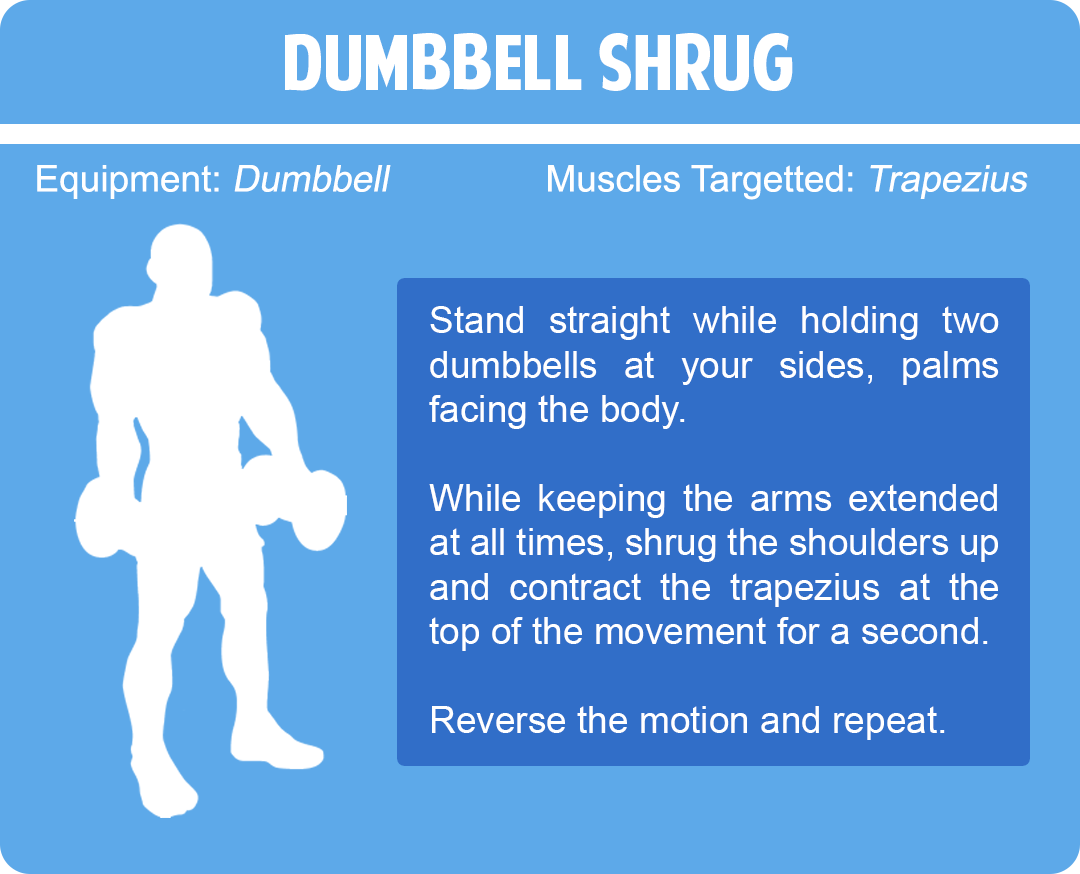 DUMBBELL SHRUG
Equipment: Dumbbell
Muscles Targetted: Trapezius
Stand straight while holding two
dumbbells at your sides, palms
facing the body.
While keeping the arms extended
at all times, shrug the shoulders up
and contract the trapezius at the
top of the movement for a second.
Reverse the motion and repeat.